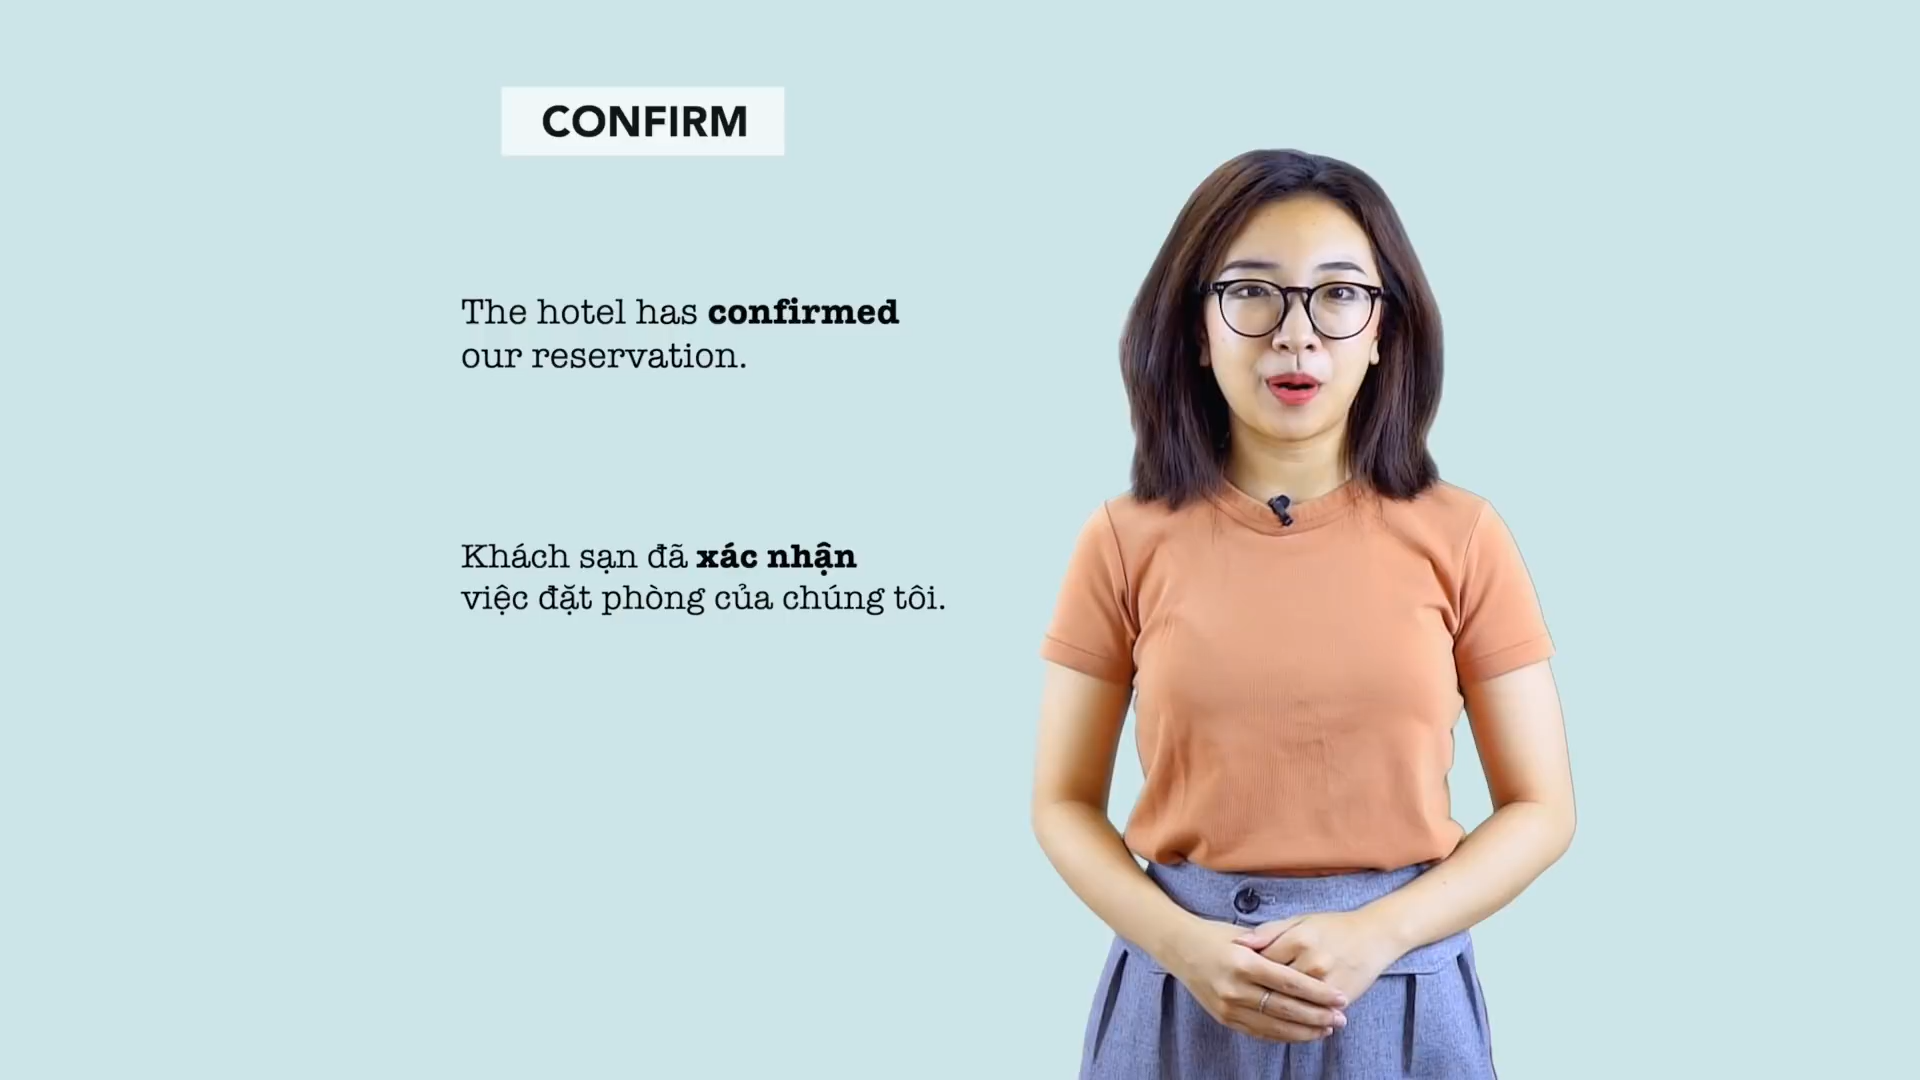 CONFIRM
The hotel has confirmed
our reservation.
Khách sạn đã xác nhận
việc đặt phòng của chúng tôi.